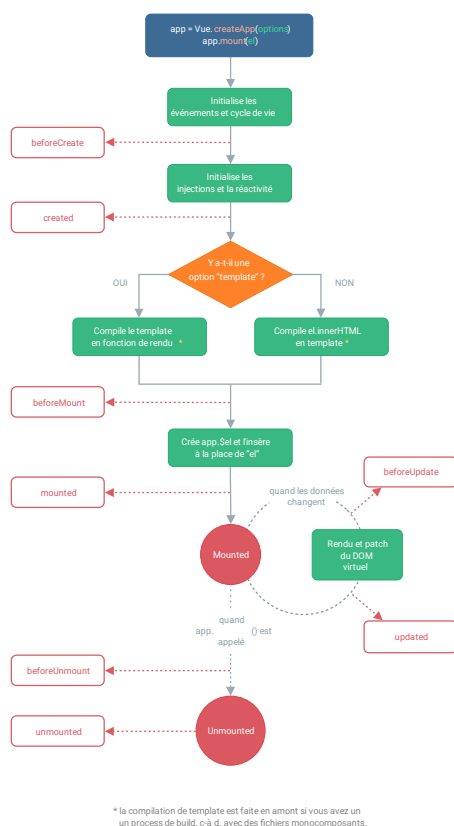 app = Vue.createApp(options)
app.mount(el)
Initialise les
événements et cycle de vie
beforeCreate
Initialise les
injections et la réactivité
created
Y a-t-il une
option "template" ?
OUI
NON
Compile le template
en fonction de rendu *
Compile el.innerHTML
en template *
beforeMount
Crée app.$el et l'insère
à la place de "el"
mounted
beforeUpdate
quand les données
changent
Mounted
Rendu et patch
du DOM
virtuel
updated
quand
app. () est
appelé
beforeUnmount
unmounted
Unmounted
* la compilation de template est faite en amont si vous avez un
un process de build, c-à d, avec des fichiers monocomposants.